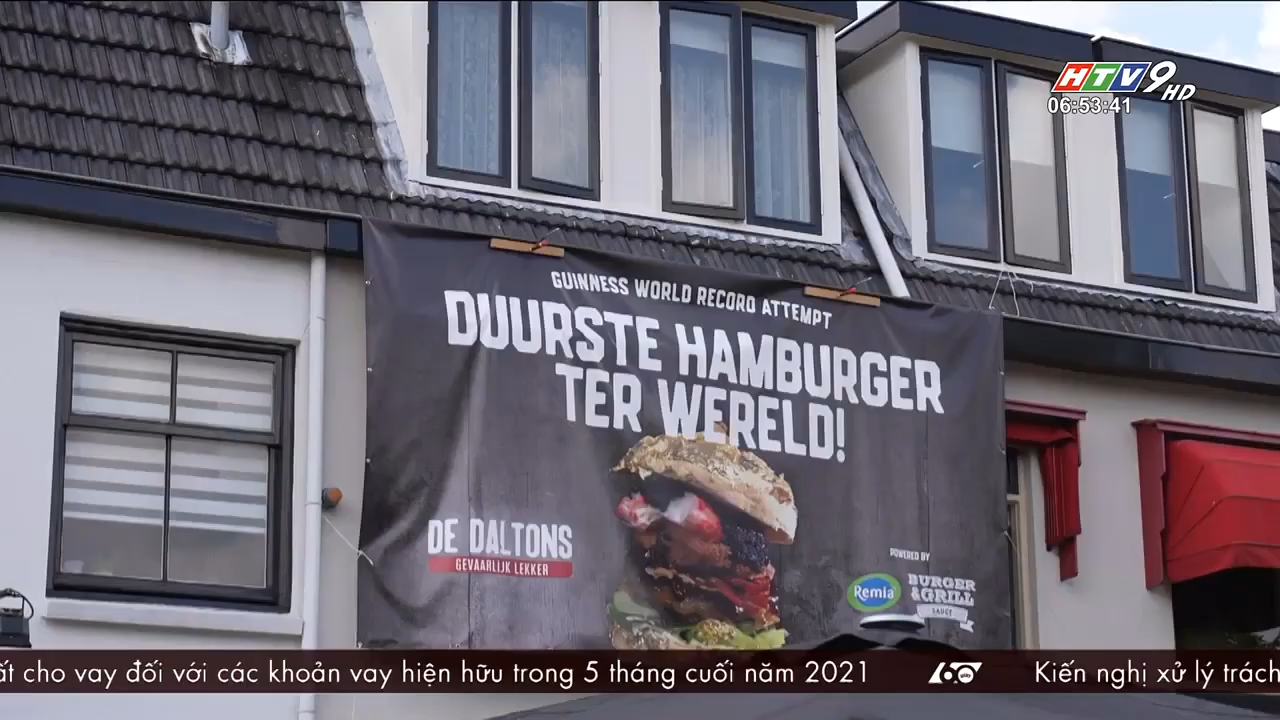 HTV9 HD
06:53:41
GUINNESS WORLD RECORD ATTEMPT
DUURSTE HAMBURGER
TER WERELD!
DE DALTONS
GEVAARLIJK LEKKER
POWERED BY
Remia
BURGER
&GRILL
SAUCE
ất cho vay đối với các khoản vay hiện hữu trong 5 tháng cuối năm 2021 60 giây Kiến nghị xử lý trách